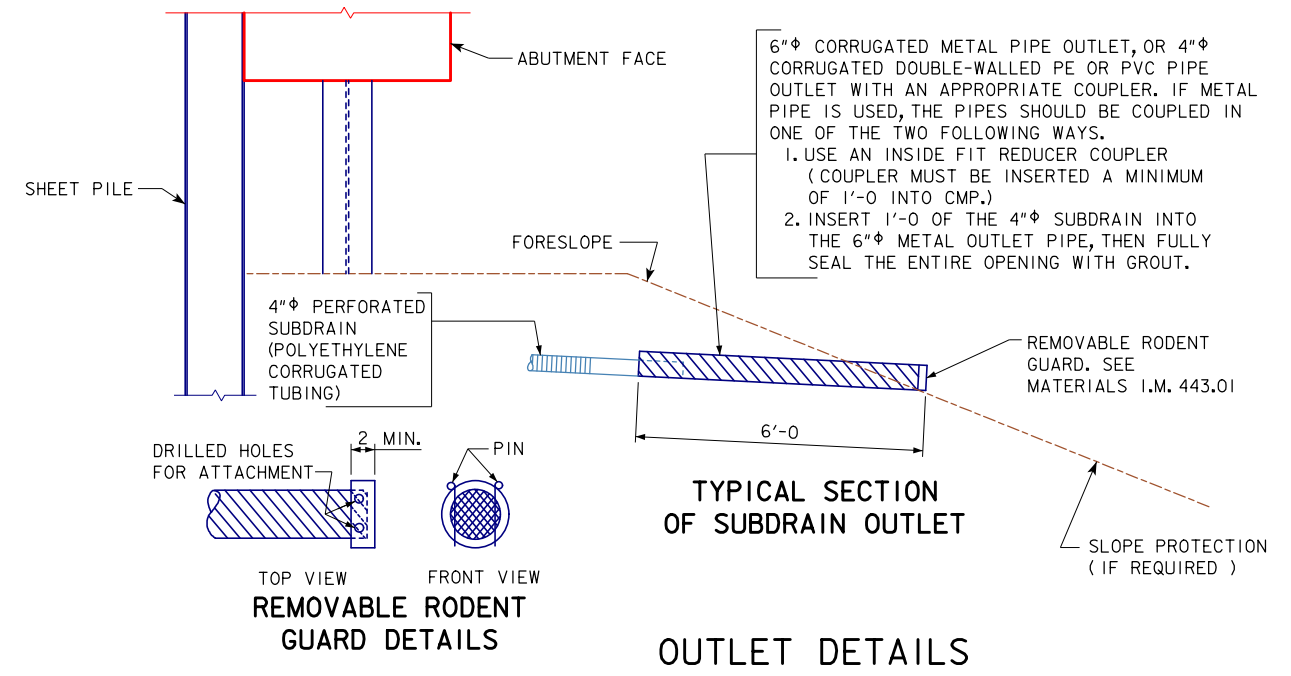 ABUTMENT FACE
SHEET PILE
6"Φ CORRUGATED METAL PIPE OUTLET, OR 4"Φ
CORRUGATED DOUBLE-WALLED PE OR PVC PIPE
OUTLET WITH AN APPROPRIATE COUPLER. IF METAL
PIPE IS USED, THE PIPES SHOULD BE COUPLED IN
ONE OF THE TWO FOLLOWING WAYS.
1. USE AN INSIDE FIT REDUCER COUPLER
(COUPLER MUST BE INSERTED A MINIMUM
OF 1'-0 INTO CMP.)
2. INSERT 1'-0 OF THE 4"Φ SUBDRAIN INTO
THE 6"Φ METAL OUTLET PIPE, THEN FULLY
SEAL THE ENTIRE OPENING WITH GROUT.
FORESLOPE
4"Φ PERFORATED
SUBDRAIN
(POLYETHYLENE
CORRUGATED
TUBING)
REMOVABLE RODENT
GUARD. SEE
MATERIALS I.M. 443.01
6'-0
TYPICAL SECTION
OF SUBDRAIN OUTLET
SLOPE PROTECTION
( IF REQUIRED )
2 MIN.
DRILLED HOLES
FOR ATTACHMENT
PIN
TOP VIEW
FRONT VIEW
REMOVABLE RODENT
GUARD DETAILS
OUTLET DETAILS